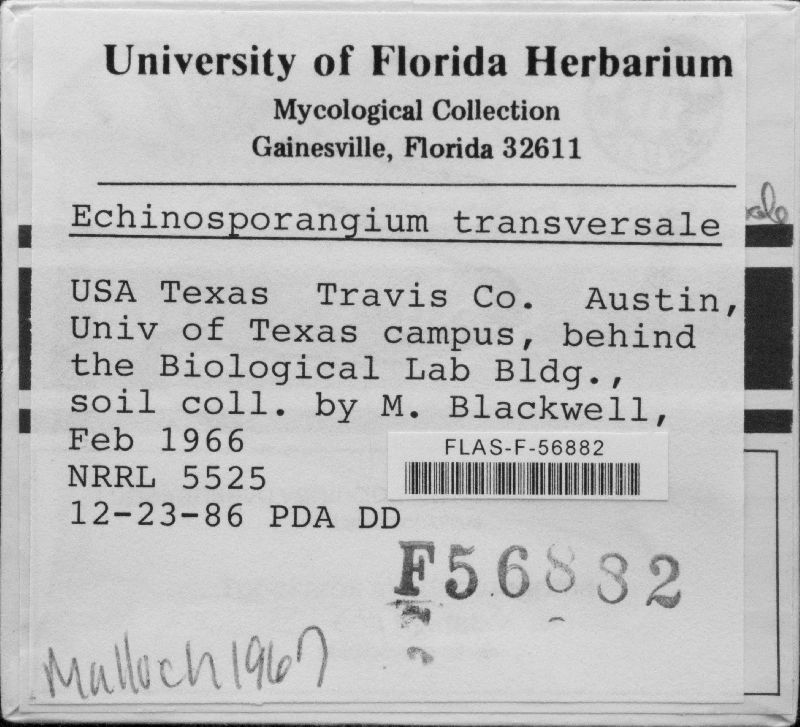 University of Florida Herbarium
Mycological Collection
Gainesville, Florida 32611
Echinosporangium transversale
USA Texas Travis Co. Austin,
Univ of Texas campus, behind
the Biological Lab Bldg.,
soil coll. by M. Blackwell,
Feb 1966
NRRL 5525
12-23-86 PDA DD
FLAS-F-56882
F56882
Malloch 1967